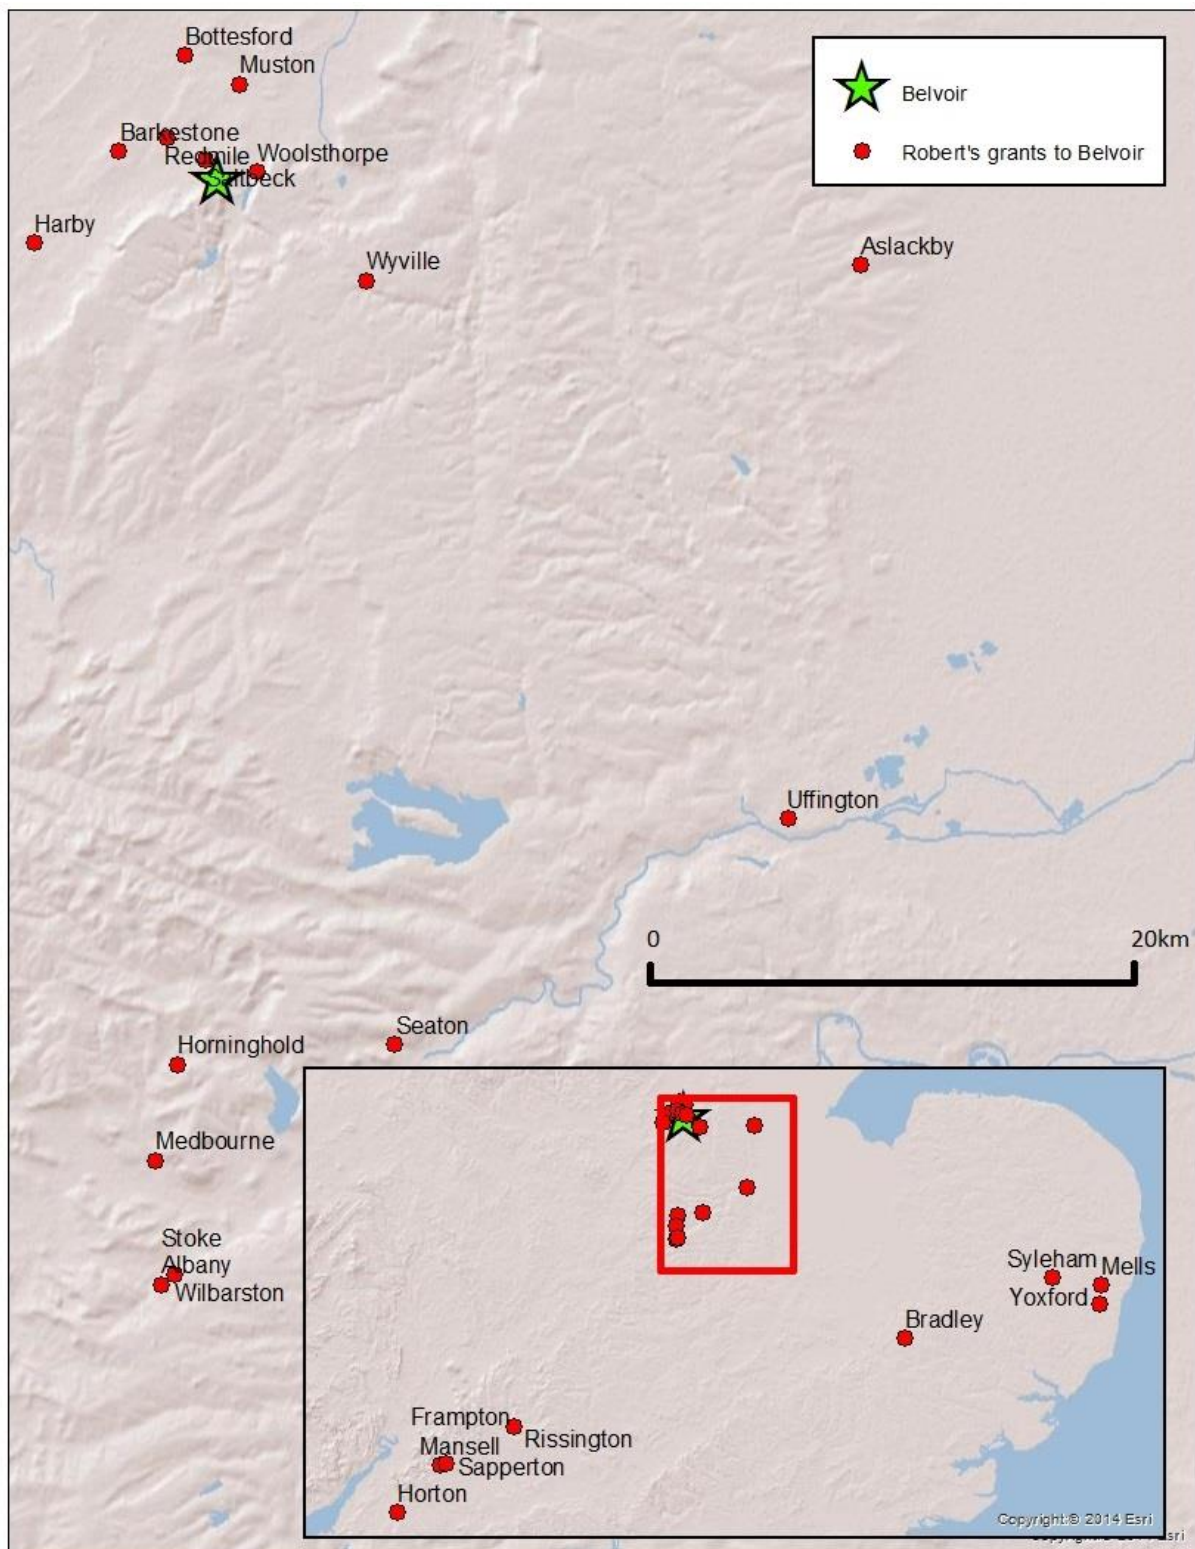 Bottesford
Muston
Belvoir
Robert's grants to Belvoir
Barkestone
Redmile
Woolsthorpe
Saltbeck
Harby
Wyville
Aslackby
Uffington
0
20km
Seaton
Horninghold
Medbourne
Stoke
Albany
Wilbarston
Syleham
Mells
Yoxford
Bradley
Frampton
Rissington
Mansell
Sapperton
Horton
Copyright:© 2014 Esri